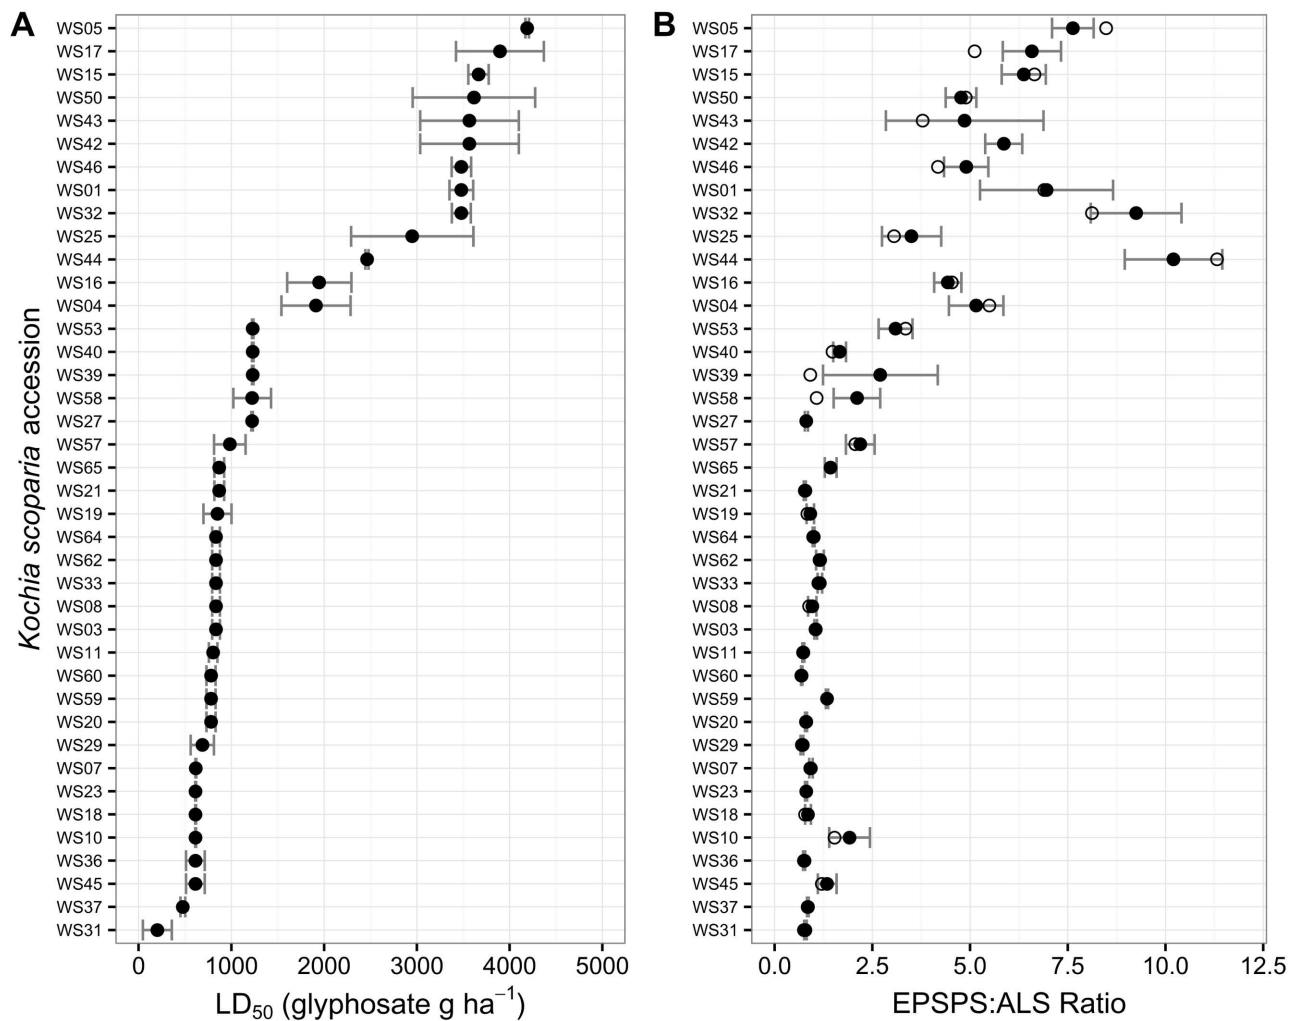 A
WS05
WS17
WS15
WS50
WS43
WS42
WS46
WS01
WS32
WS25
WS44
WS16
WS04
WS53
WS40
WS39
WS58
WS27
WS57
WS65
WS21
WS19
WS64
WS62
WS33
WS08
WS03
WS11
WS60
WS59
WS20
WS29
WS07
WS23
WS18
WS10
WS36
WS45
WS37
WS31
Kochia scoparia accession
0 1000 2000 3000 4000 5000
LD50 (glyphosate g ha−1)
B
WS05
WS17
WS15
WS50
WS43
WS42
WS46
WS01
WS32
WS25
WS44
WS16
WS04
WS53
WS40
WS39
WS58
WS27
WS57
WS65
WS21
WS19
WS64
WS62
WS33
WS08
WS03
WS11
WS60
WS59
WS20
WS29
WS07
WS23
WS18
WS10
WS36
WS45
WS37
WS31
0.0 2.5 5.0 7.5 10.0 12.5
EPSPS:ALS Ratio